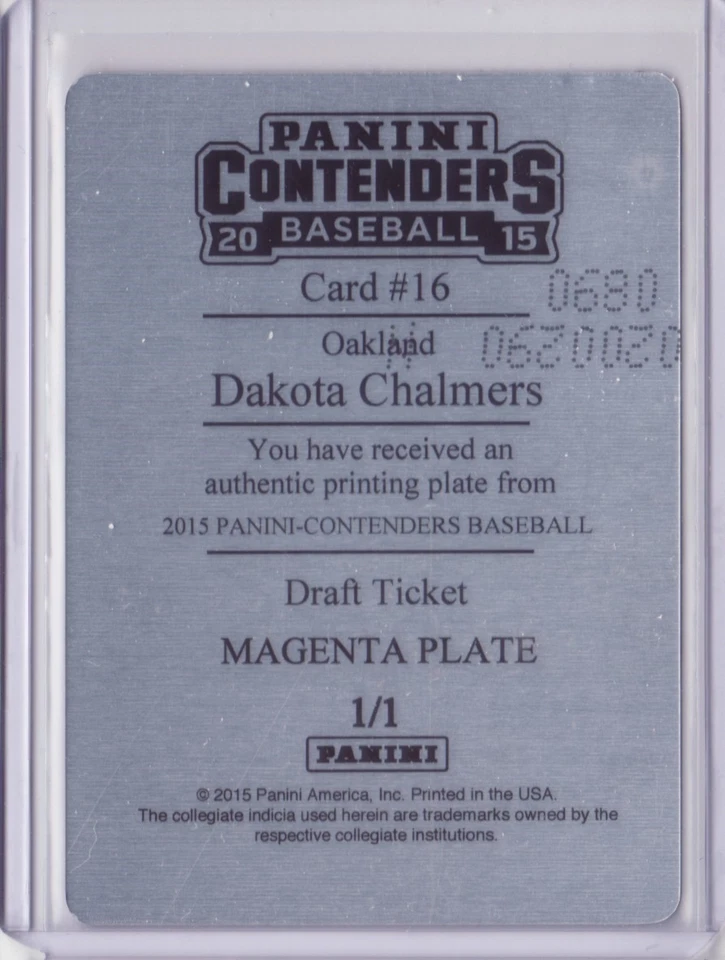 PANINI
CONTENDERS
20 BASEBALL 15
Card #16
0680
Oakland
06200020
Dakota Chalmers
You have received an
authentic printing plate from
2015 PANINI-CONTENDERS BASEBALL
Draft Ticket
MAGENTA PLATE
1/1
PANINI
© 2015 Panini America, Inc. Printed in the USA.
The collegiate indicia used herein are trademarks owned by the
respective collegiate institutions.